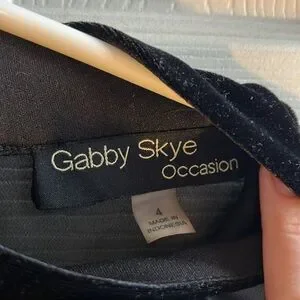 Gabby Skye
Occasion
4
MADE IN
INDONESIA